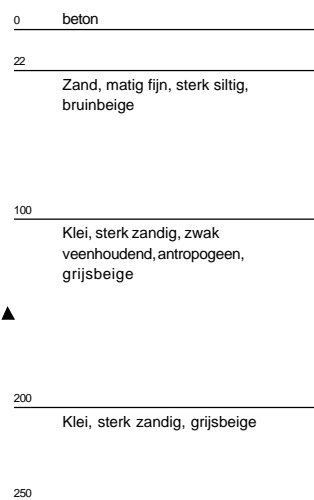 0 beton
22
Zand, matig fijn, sterk siltig,
bruinbeige
100
Klei, sterk zandig, zwak
veenhoudend, antropogeen,
grijsbeige
200
Klei, sterk zandig, grijsbeige
250